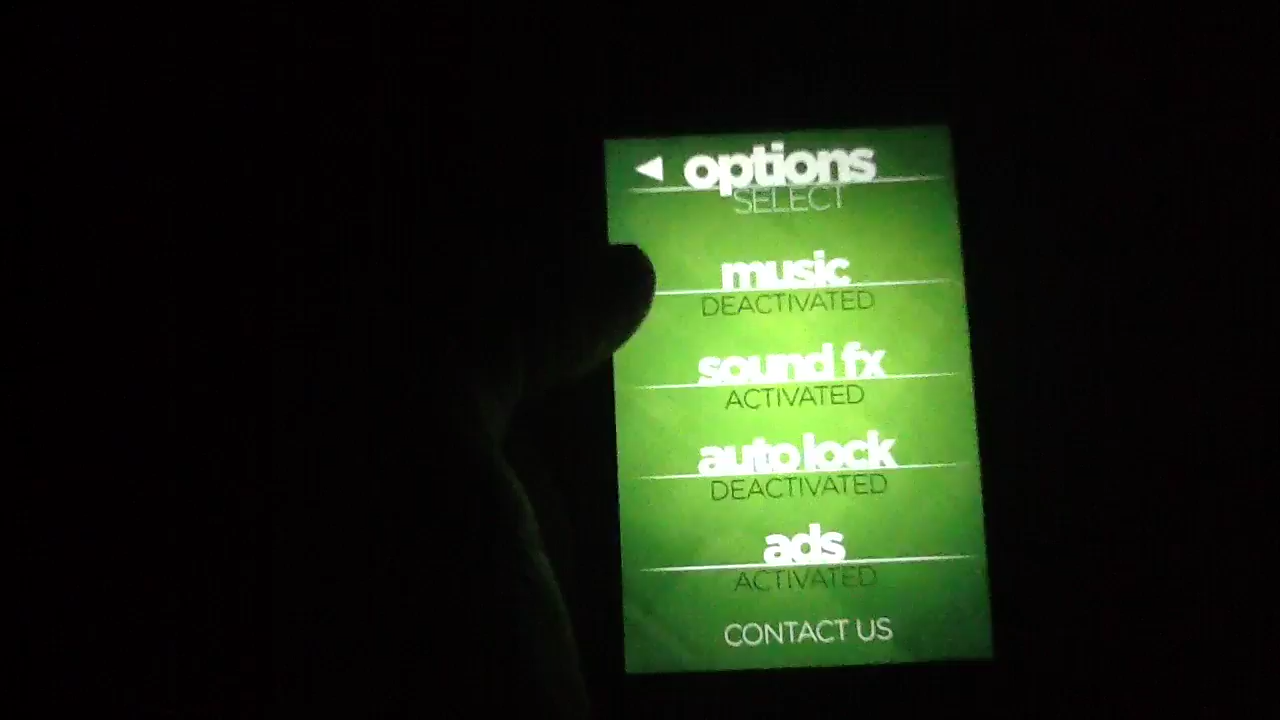 options
SELECT
music
DEACTIVATED
sound fx
ACTIVATED
auto lock
DEACTIVATED
ads
ACTIVATED
CONTACT US